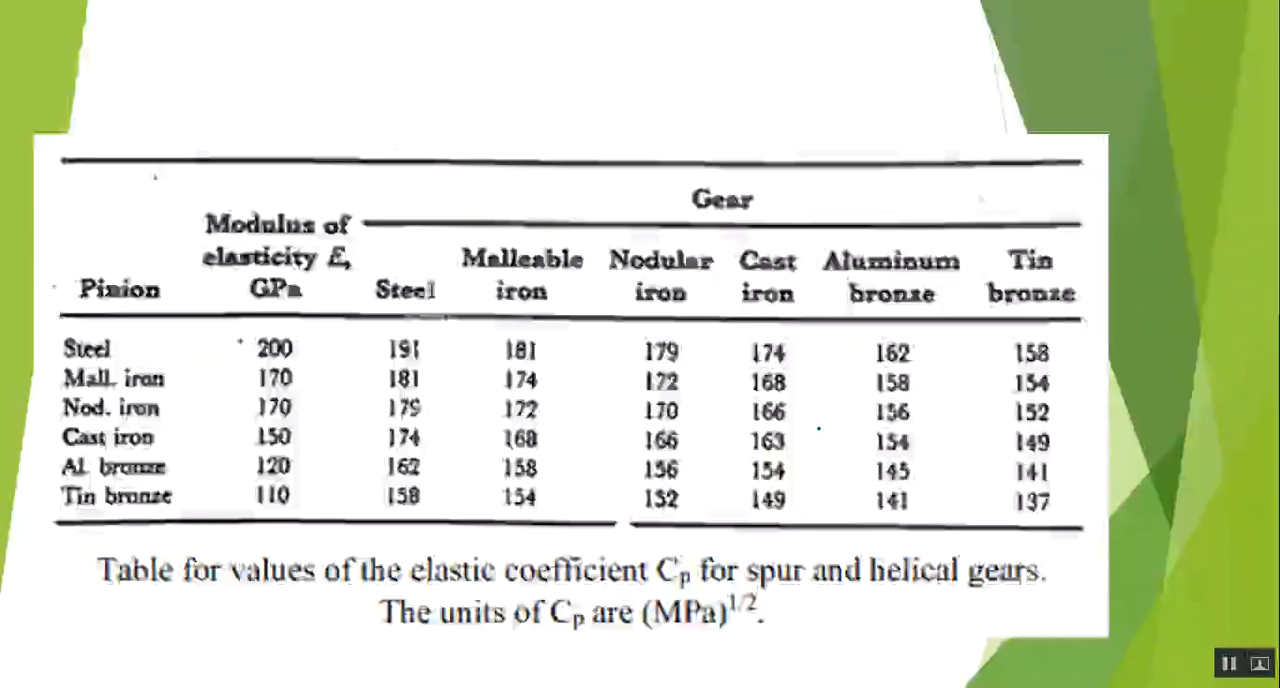 Gear
Modulus of
elasticity E, Malleable Nodular Cast Aluminum Tin
Pinion GPa Steel iron iron iron bronze bronze
Steel 200 191 181 179 174 162 158
Mall. iron 170 181 174 172 168 158 154
Nod. iron 170 179 172 170 166 156 152
Cast iron 150 174 168 166 163 154 149
Al. bronze 120 162 158 156 154 145 141
Tin bronze 110 158 154 152 149 141 137
Table for values of the elastic coefficient Cₚ for spur and helical gears.
The units of Cₚ are (MPa)¹/².